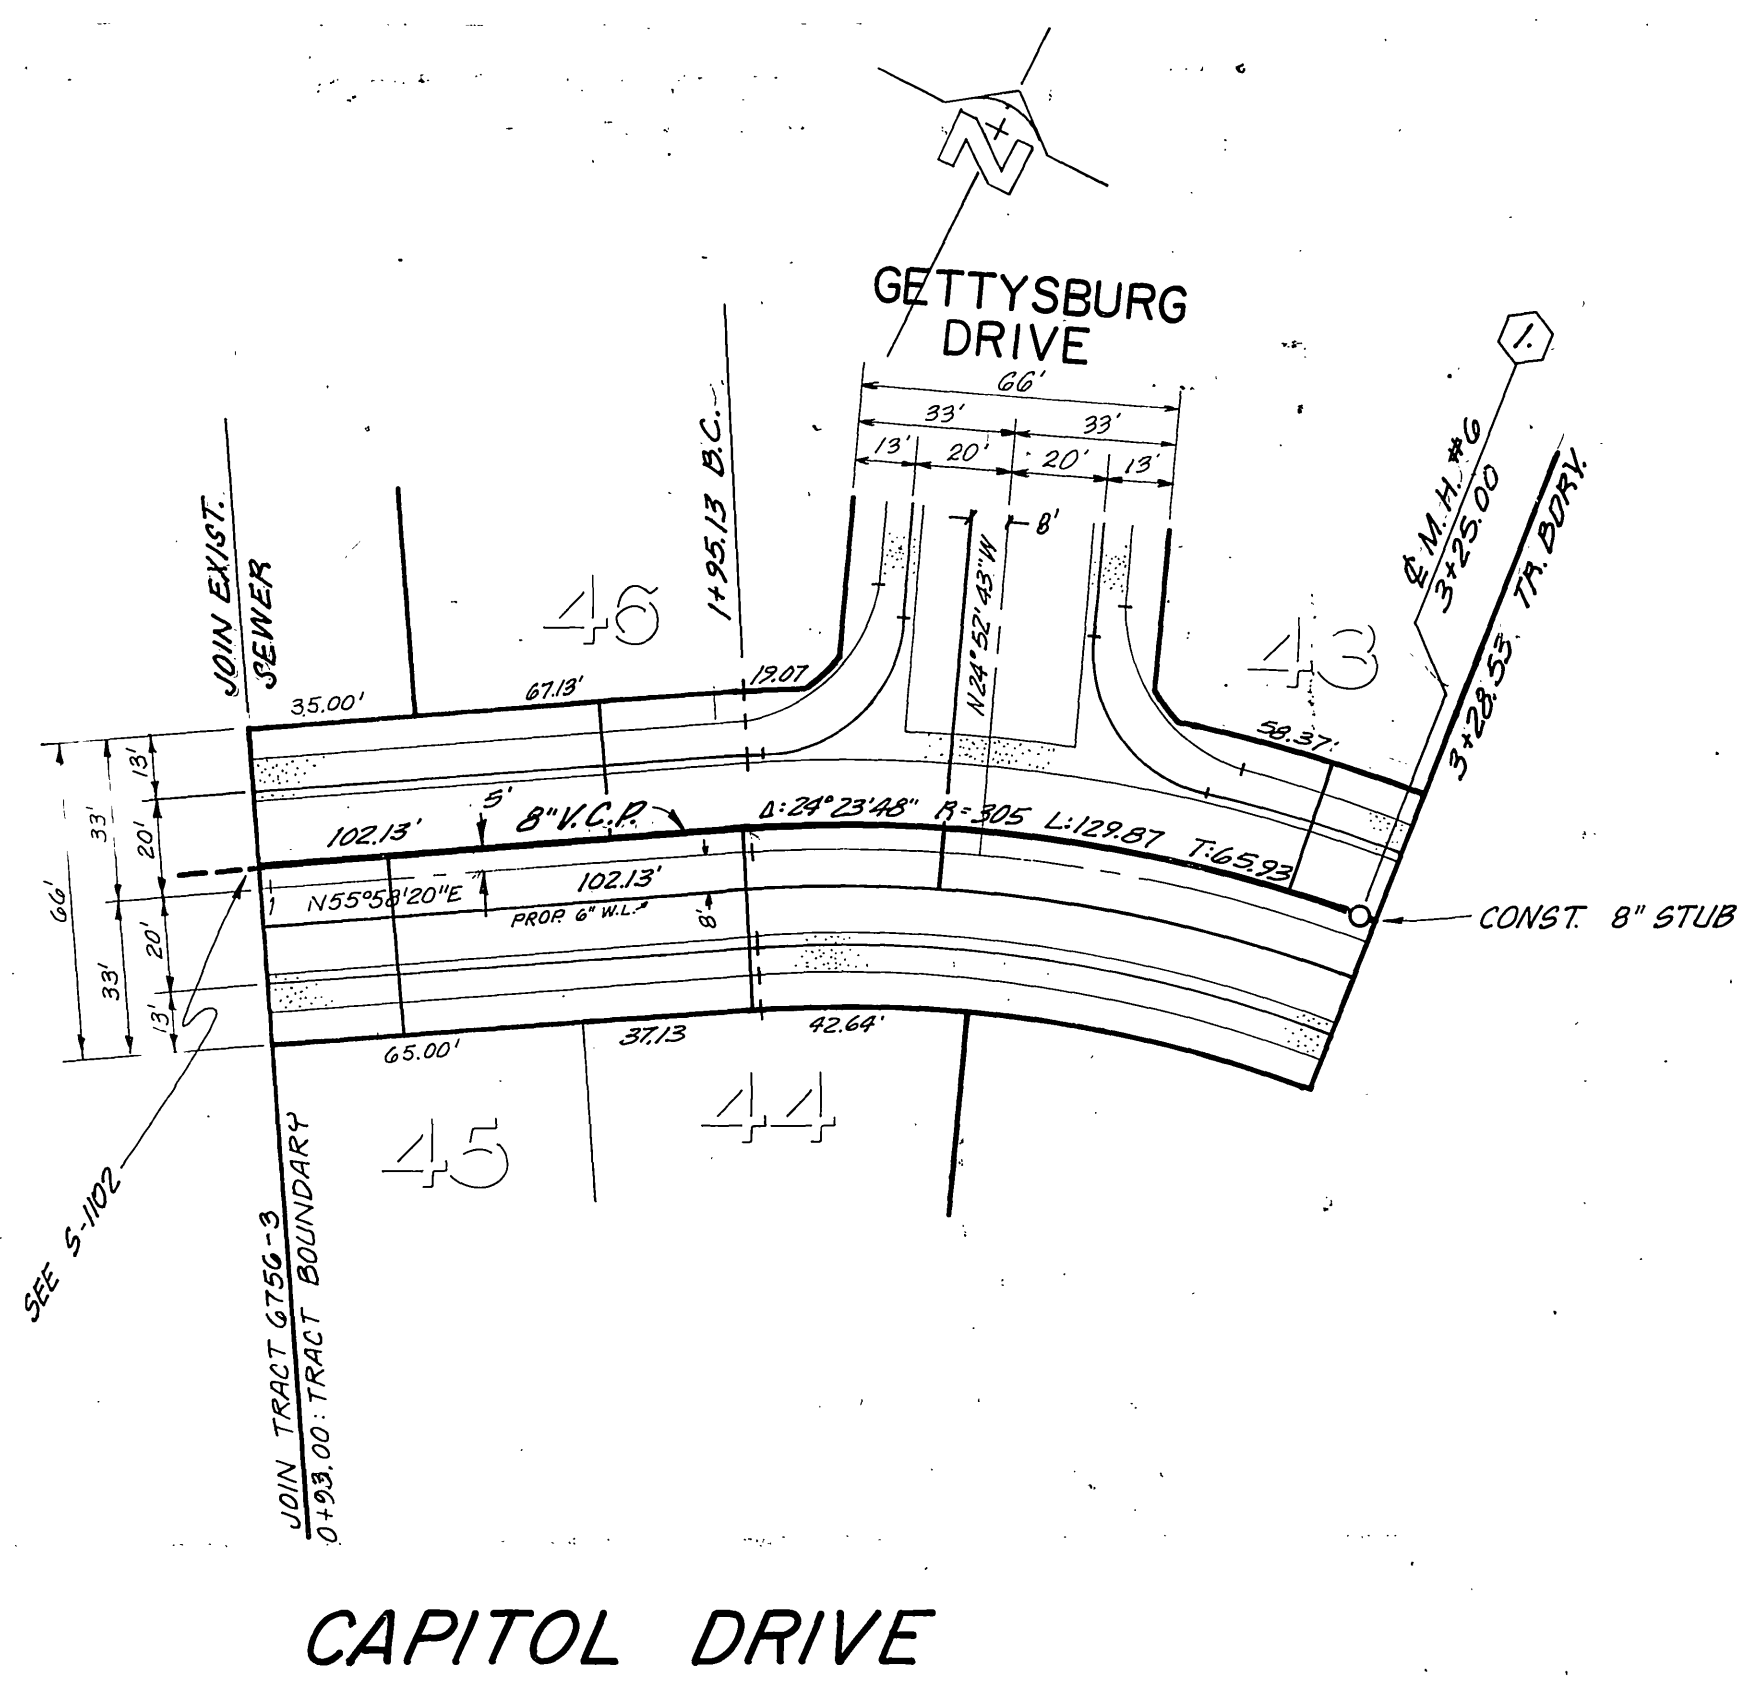 N
GETTYSBURG
DRIVE
66'
33'
33'
13'
20'
20'
13'
8'
N24°52'43"W
1.
℄ M.H. #6
3+25.00
3+28.53 TR. BDRY.
JOIN EXIST.
SEWER
1+95.13 B.C.
46
43
35.00'
67.13'
19.07
58.37'
66'
33'
33'
13'
20'
20'
13'
5'
8" V.C.P.
102.13'
Δ:24°23'48" R=305 L:129.87 T:65.93
N55°58'20"E
102.13'
PROP. 6" W.L.
8'
CONST. 8" STUB
65.00'
37.13
42.64'
45
44
SEE S-1102
JOIN TRACT 6756-3
0+93.00: TRACT BOUNDARY
CAPITOL DRIVE